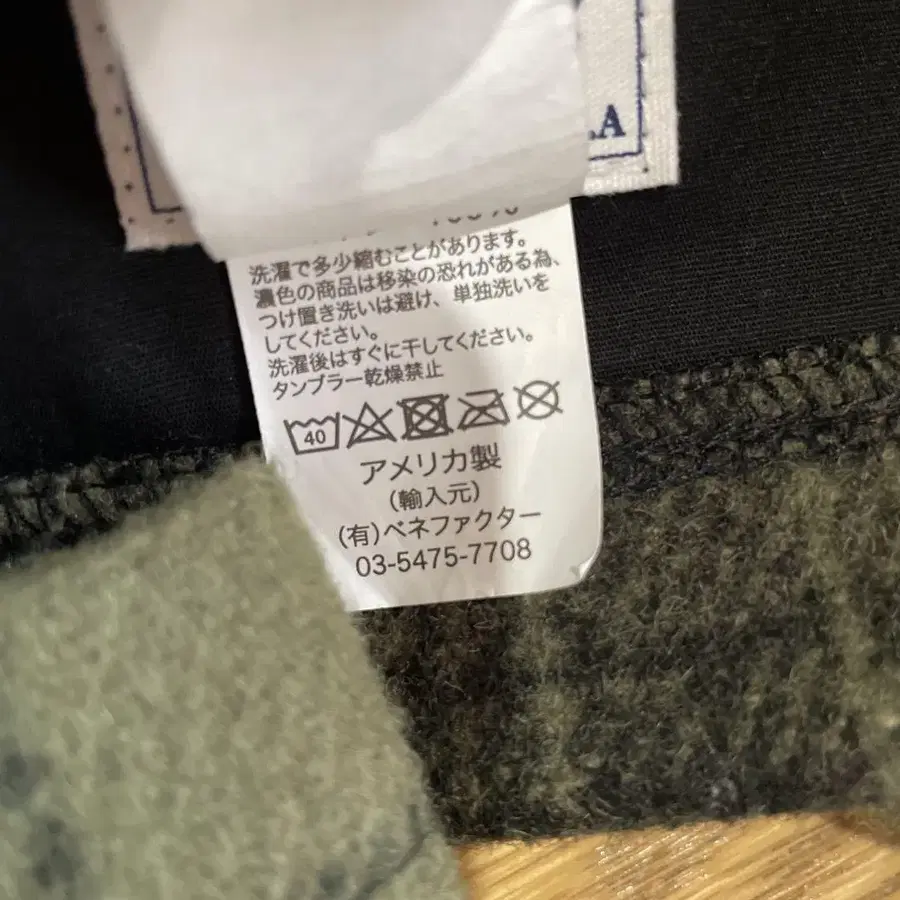 .A
洗濯で多少縮むことがあります。
濃色の商品は移染の恐れがある為、
つけ置き洗いは避け、単独洗いを
してください。
洗濯後はすぐに干してください。
タンブラー乾燥禁止
40
アメリカ製
(輸入元)
(有)ベネファクター
03-5475-7708